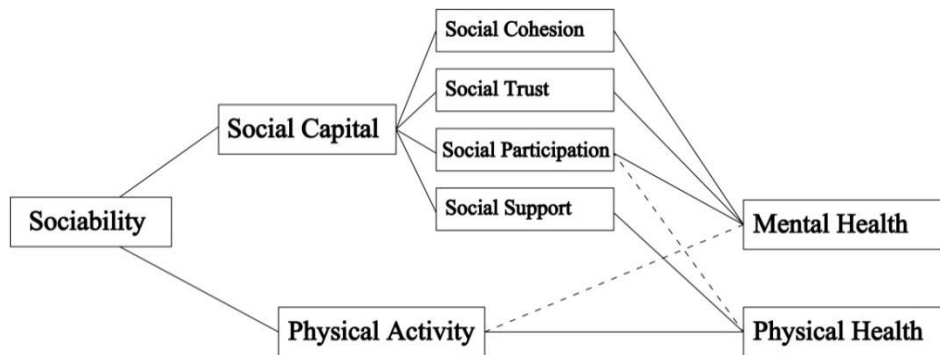 Social Cohesion
Social Trust
Social Capital
Social Participation
Social Support
Sociability
Mental Health
Physical Activity
Physical Health